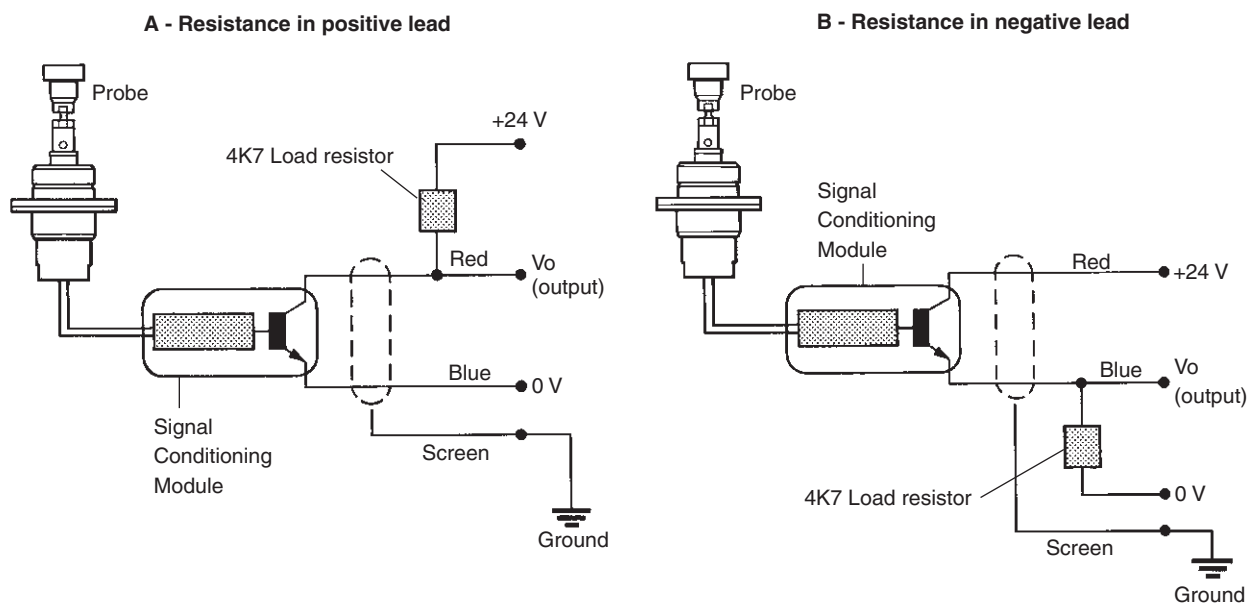 A - Resistance in positive lead
Probe
+24 V
4K7 Load resistor
Red
Vo
(output)
Blue
0 V
Signal
Conditioning
Module
Screen
Ground
B - Resistance in negative lead
Probe
Signal
Conditioning
Module
Red
+24 V
Blue
Vo
(output)
4K7 Load resistor
0 V
Screen
Ground